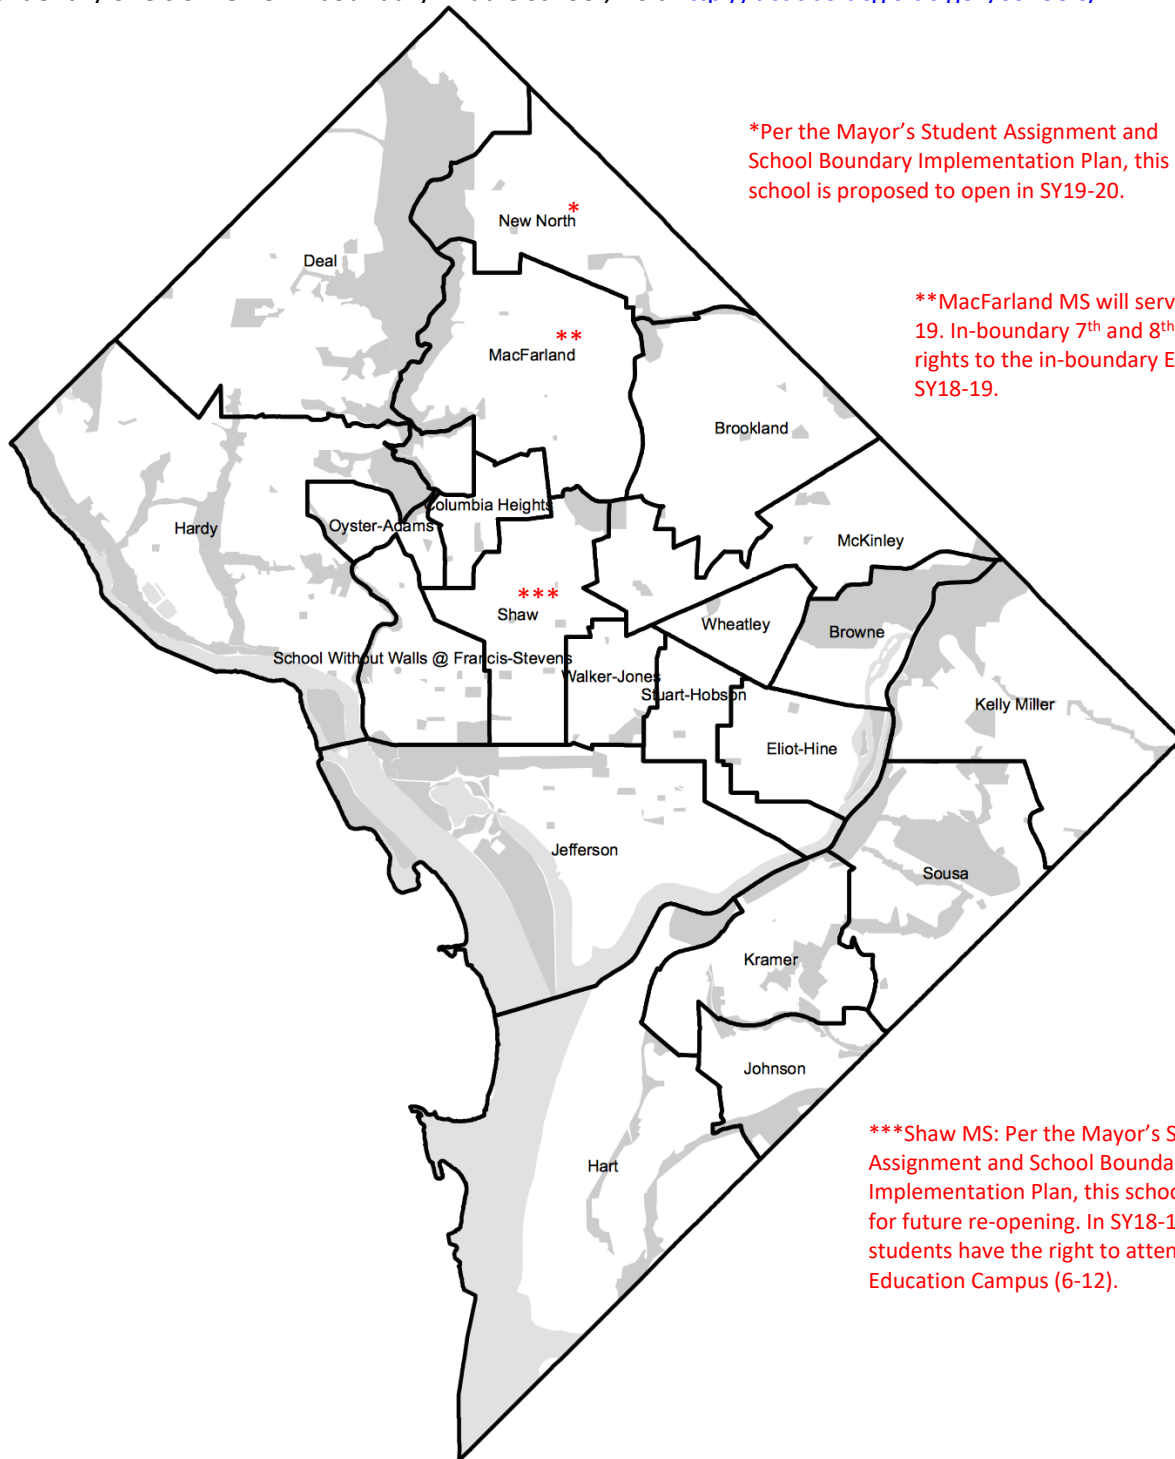 *Per the Mayor's Student Assignment and
School Boundary Implementation Plan, this
school is proposed to open in SY19-20.
New North
*
Deal
**MacFarland MS will serv
19. In-boundary 7th and 8th
rights to the in-boundary E
SY18-19.
**
MacFarland
Brookland
Columbia Heights
Oyster-Adams
Hardy
McKinley
***
Shaw
Wheatley
Browne
School Without Walls @ Francis-Stevens
Walker-Jones
Stuart-Hobson
Kelly Miller
Eliot-Hine
Jefferson
Sousa
Kramer
Johnson
Hart
***Shaw MS: Per the Mayor's S
Assignment and School Bounda
Implementation Plan, this schoo
for future re-opening. In SY18-1
students have the right to atten
Education Campus (6-12).